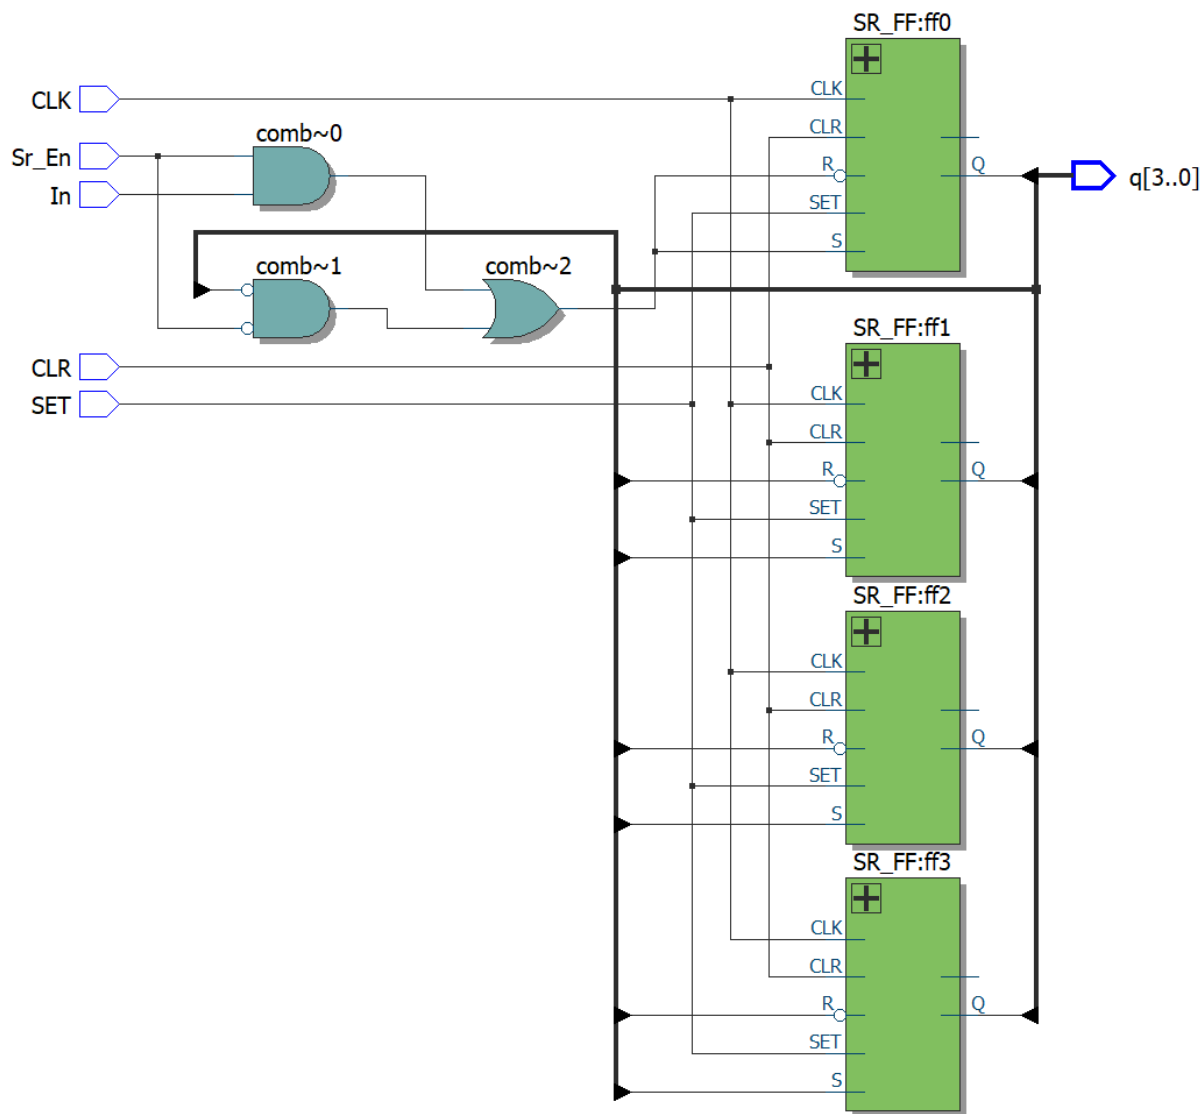 SR_FF:ff0
CLK
CLK
comb~0
CLR
Sr_En
R
Q
q[3..0]
In
SET
S
comb~1
comb~2
SR_FF:ff1
CLR
CLK
SET
CLR
R
Q
SET
S
SR_FF:ff2
CLK
CLR
R
Q
SET
S
SR_FF:ff3
CLK
CLR
R
Q
SET
S